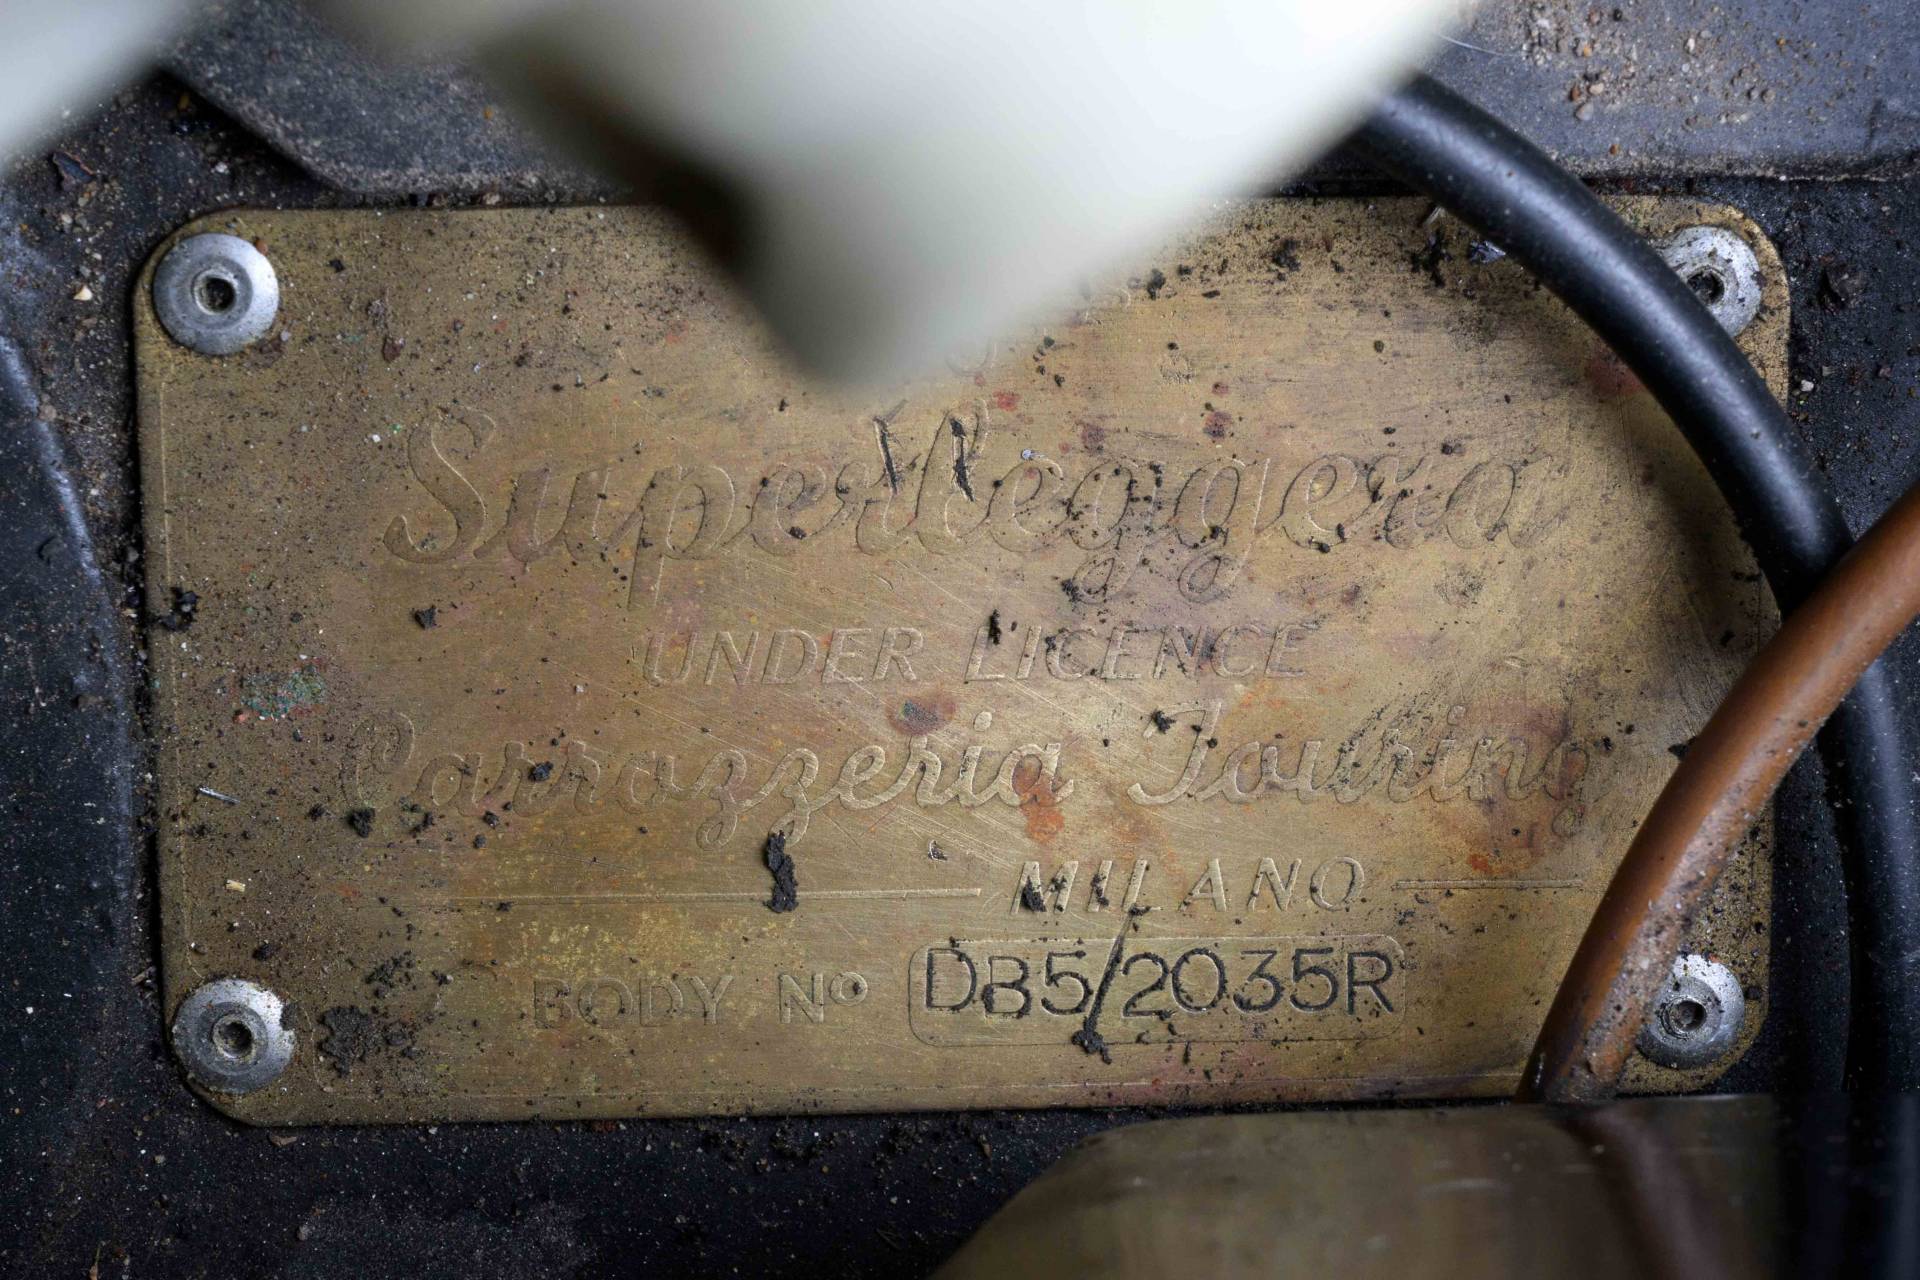 Superleggera
UNDER LICENCE
Carrozzeria Touring
MILANO
BODY Nº DB5/2035R